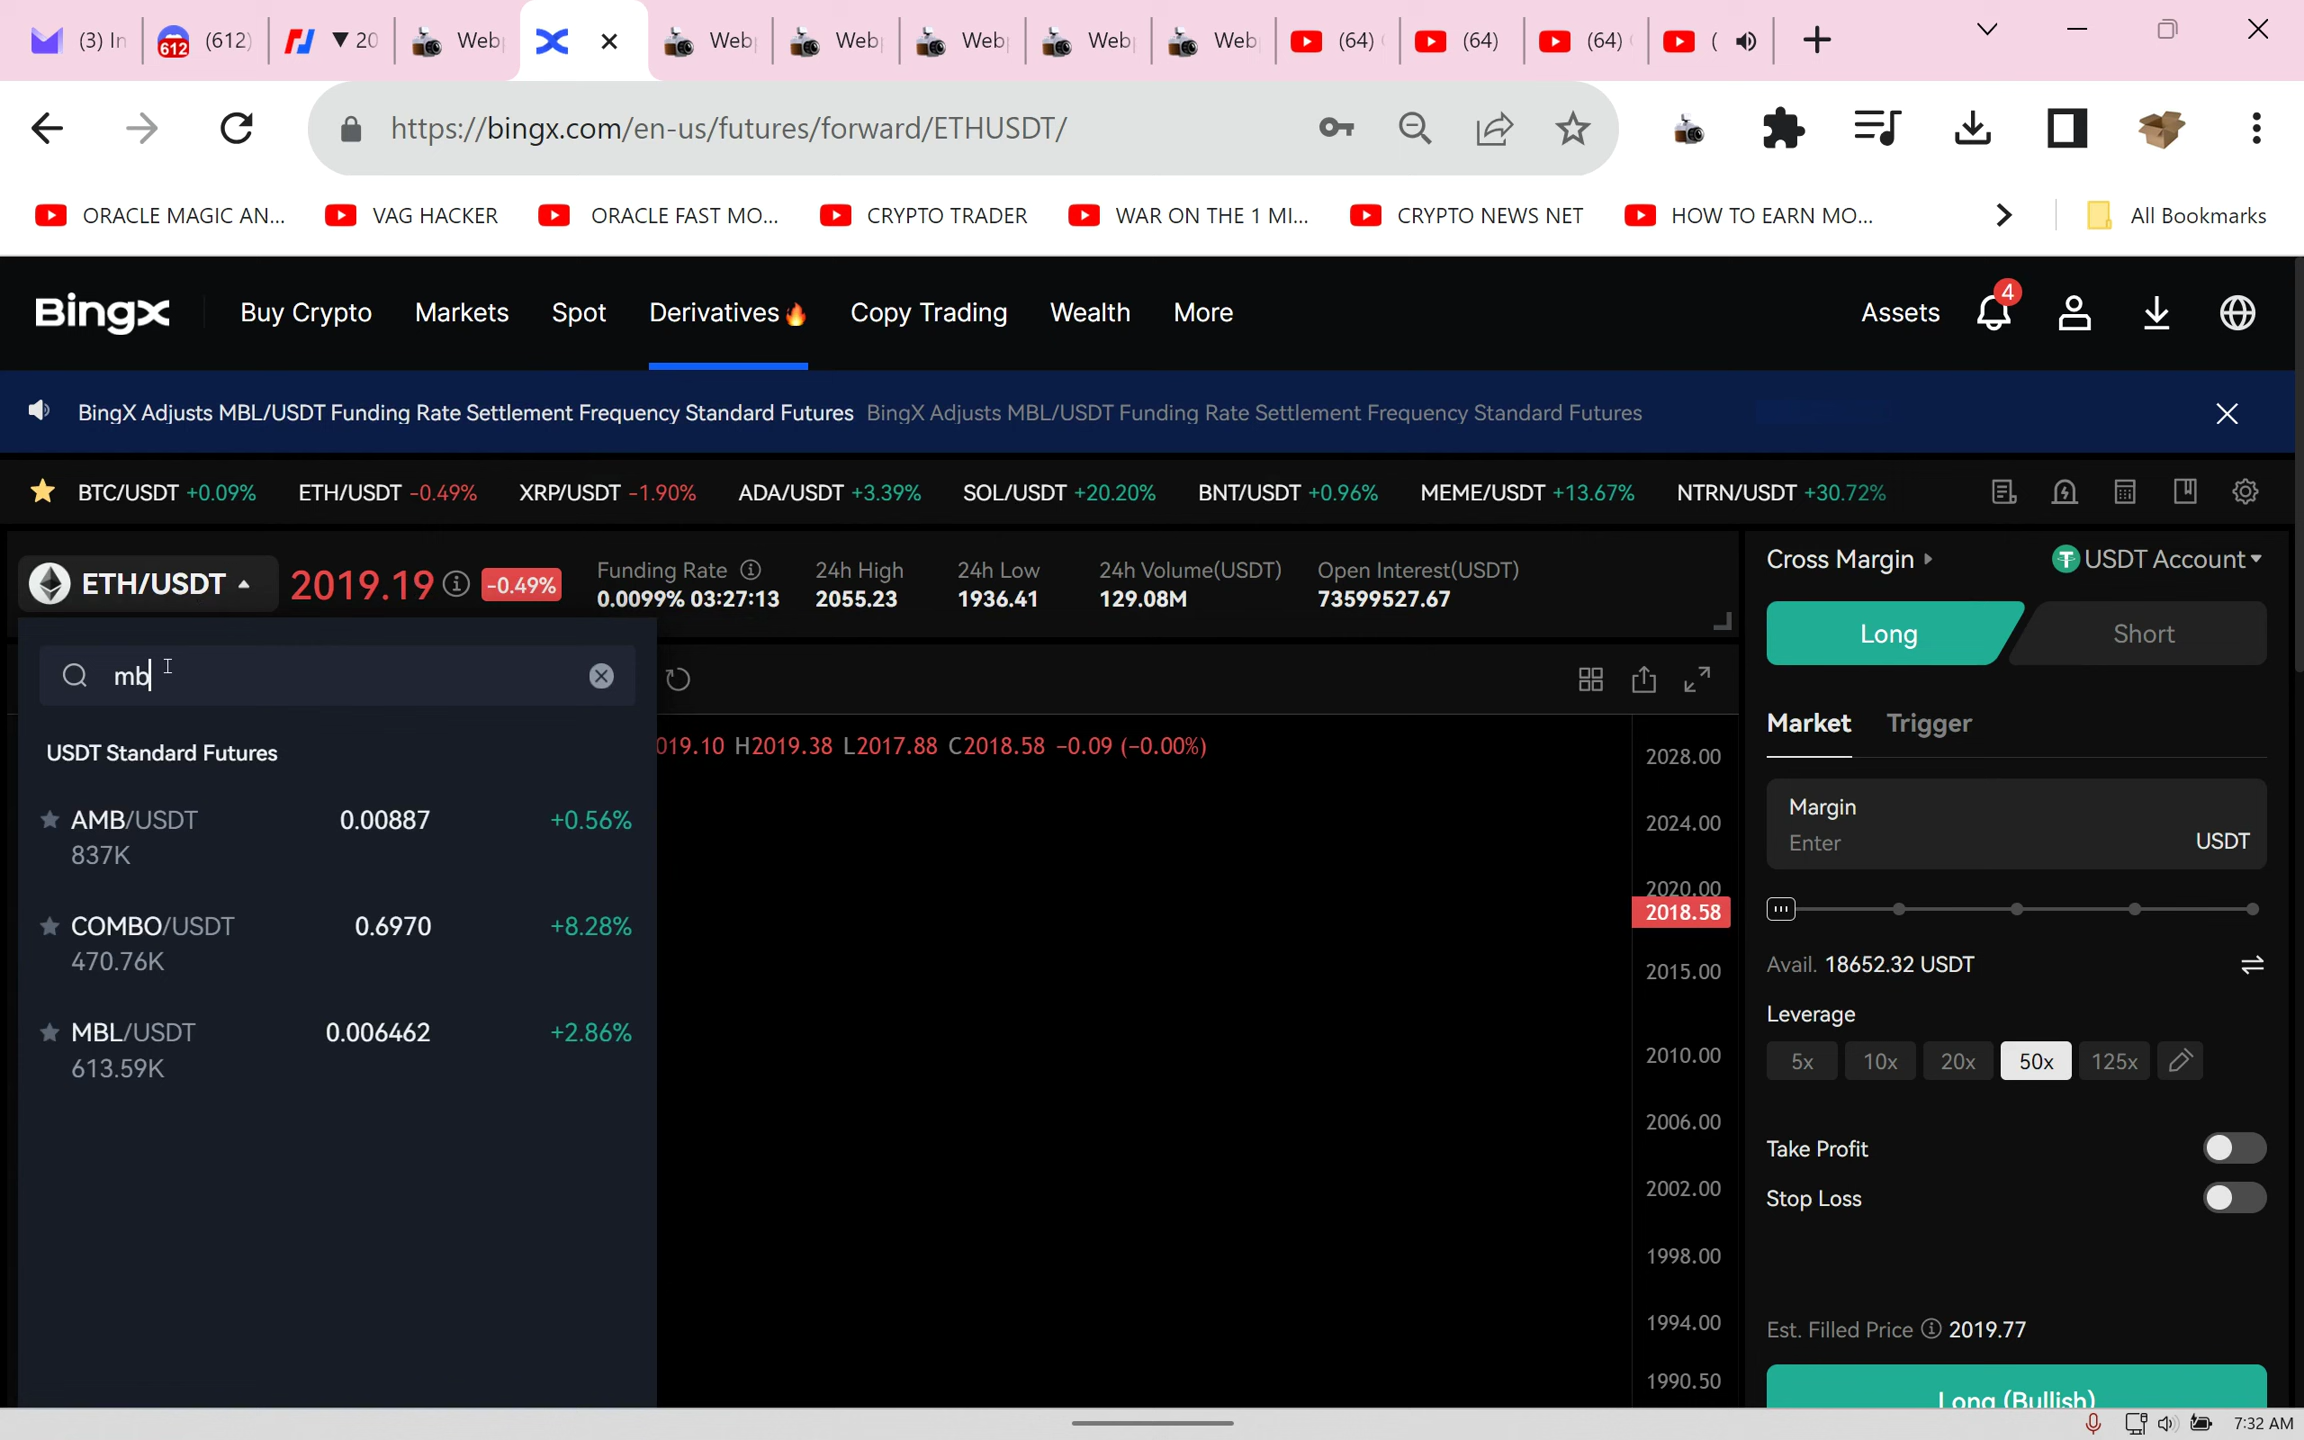 (3) In (612) ▼ 20 Web Web Web Web Web Web (64) (64) (64) (
612
https://bingx.com/en-us/futures/forward/ETHUSDT/
ORACLE MAGIC AN... VAG HACKER ORACLE FAST MO... CRYPTO TRADER WAR ON THE 1 MI... CRYPTO NEWS NET HOW TO EARN MO... All Bookmarks
BingX Buy Crypto Markets Spot Derivatives Copy Trading Wealth More Assets 4
BingX Adjusts MBL/USDT Funding Rate Settlement Frequency Standard Futures BingX Adjusts MBL/USDT Funding Rate Settlement Frequency Standard Futures
BTC/USDT +0.09% ETH/USDT -0.49% XRP/USDT -1.90% ADA/USDT +3.39% SOL/USDT +20.20% BNT/USDT +0.96% MEME/USDT +13.67% NTRN/USDT +30.72%
ETH/USDT 2019.19 -0.49%
Funding Rate 24h High 24h Low 24h Volume(USDT) Open Interest(USDT)
0.0099% 03:27:13 2055.23 1936.41 129.08M 73599527.67
mb
USDT Standard Futures
AMB/USDT 0.00887 +0.56%
837K
COMBO/USDT 0.6970 +8.28%
470.76K
MBL/USDT 0.006462 +2.86%
613.59K
019.10 H2019.38 L2017.88 C2018.58 −0.09 (−0.00%)
2028.00
2024.00
2020.00
2018.58
2015.00
2010.00
2006.00
2002.00
1998.00
1994.00
1990.50
Cross Margin USDT Account
Long Short
Market Trigger
Margin
Enter USDT
Avail. 18652.32 USDT
Leverage
5x 10x 20x 50x 125x
Take Profit
Stop Loss
Est. Filled Price 2019.77
Long (Bullish)
7:32 AM